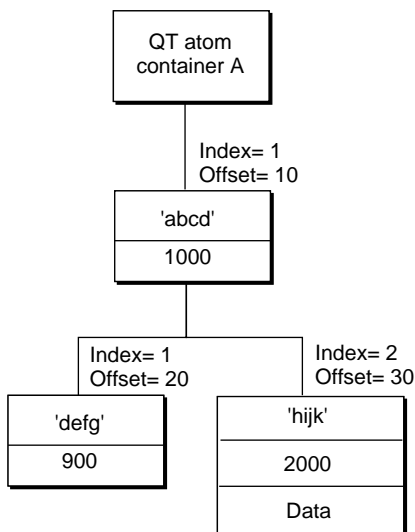 QT atom
container A
Index= 1
Offset= 10
'abcd'
1000
Index= 1
Offset= 20
Index= 2
Offset= 30
'defg'
900
'hijk'
2000
Data